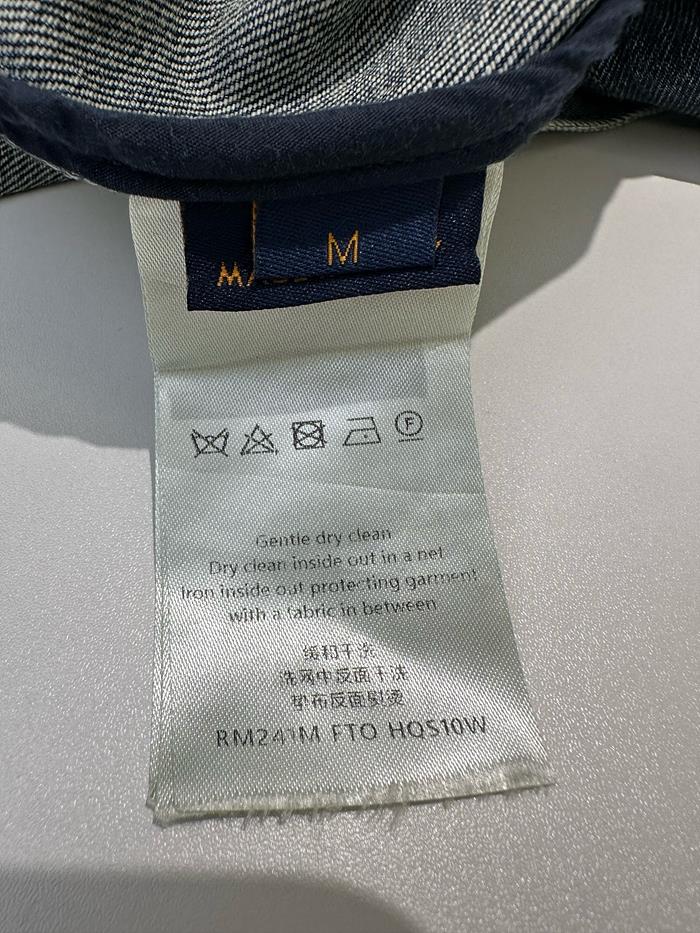 M
Gentle dry clean
Dry clean inside out in a net
Iron inside out protecting garment
with a fabric in between
缓和干洗
洗网中反面干洗
垫布反面熨烫
RM241M FTO HQS10W